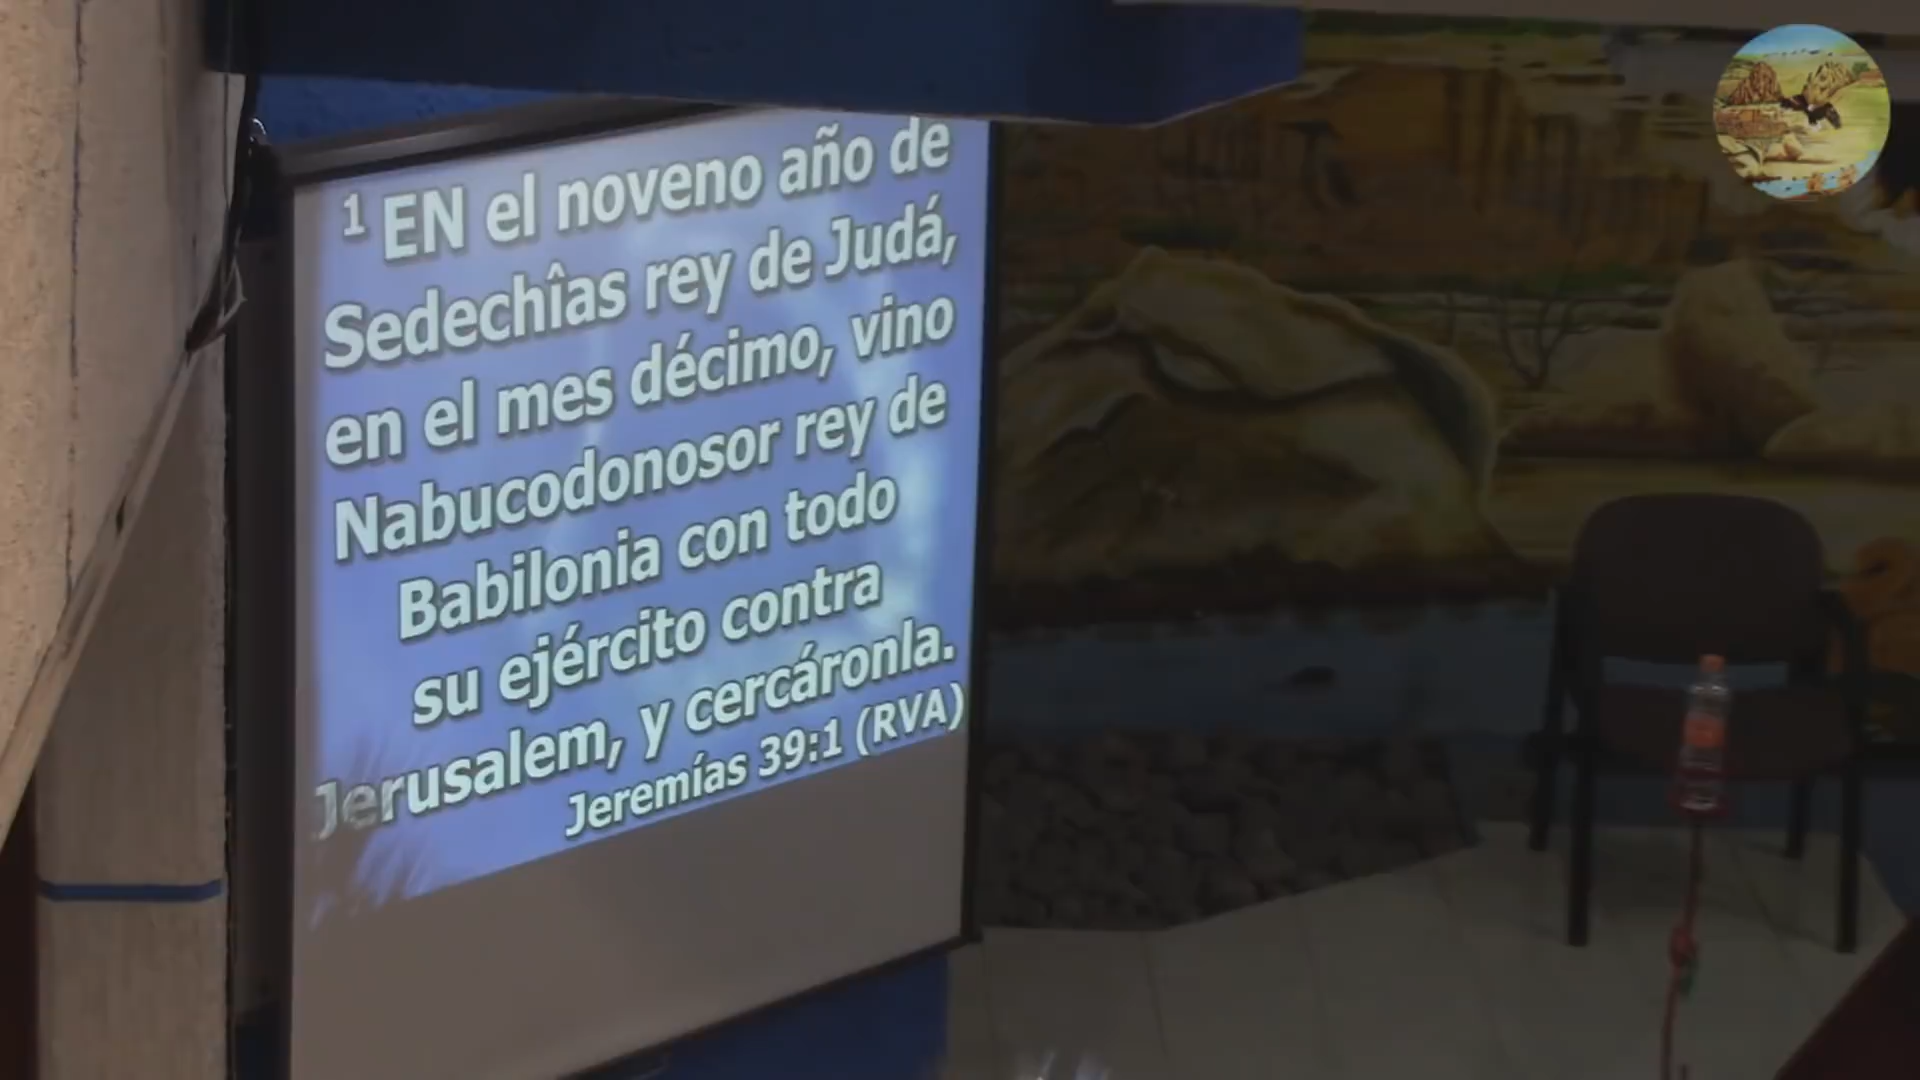 1 EN el noveno año de
Sedechîas rey de Judá,
en el mes décimo, vino
Nabucodonosor rey de
Babilonia con todo
su ejército contra
Jerusalem, y cercáronla.
Jeremías 39:1 (RVA)